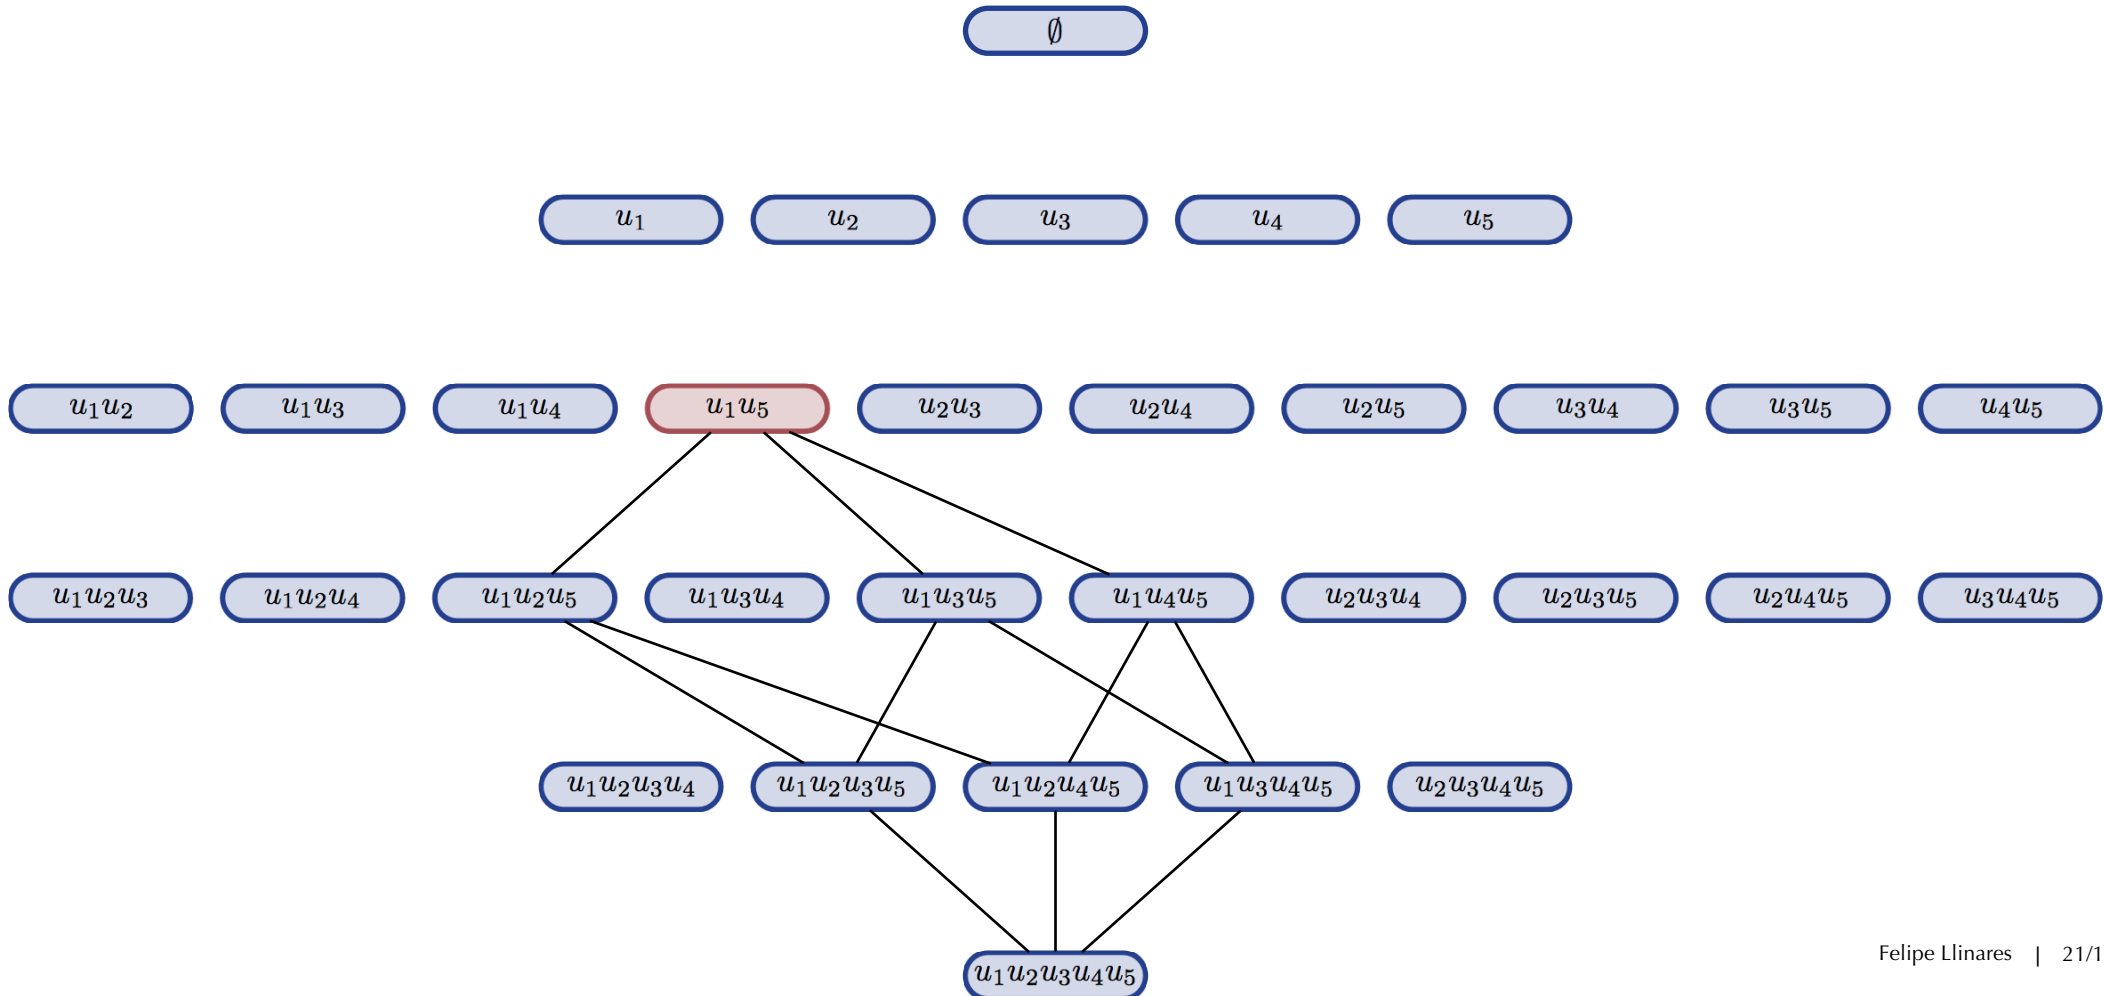 ∅
u₁ u₂ u₃ u₄ u₅
u₁u₂ u₁u₃ u₁u₄ u₁u₅ u₂u₃ u₂u₄ u₂u₅ u₃u₄ u₃u₅ u₄u₅
u₁u₂u₃ u₁u₂u₄ u₁u₂u₅ u₁u₃u₄ u₁u₃u₅ u₁u₄u₅ u₂u₃u₄ u₂u₃u₅ u₂u₄u₅ u₃u₄u₅
u₁u₂u₃u₄ u₁u₂u₃u₅ u₁u₂u₄u₅ u₁u₃u₄u₅ u₂u₃u₄u₅
u₁u₂u₃u₄u₅
Felipe Llinares | 21/1